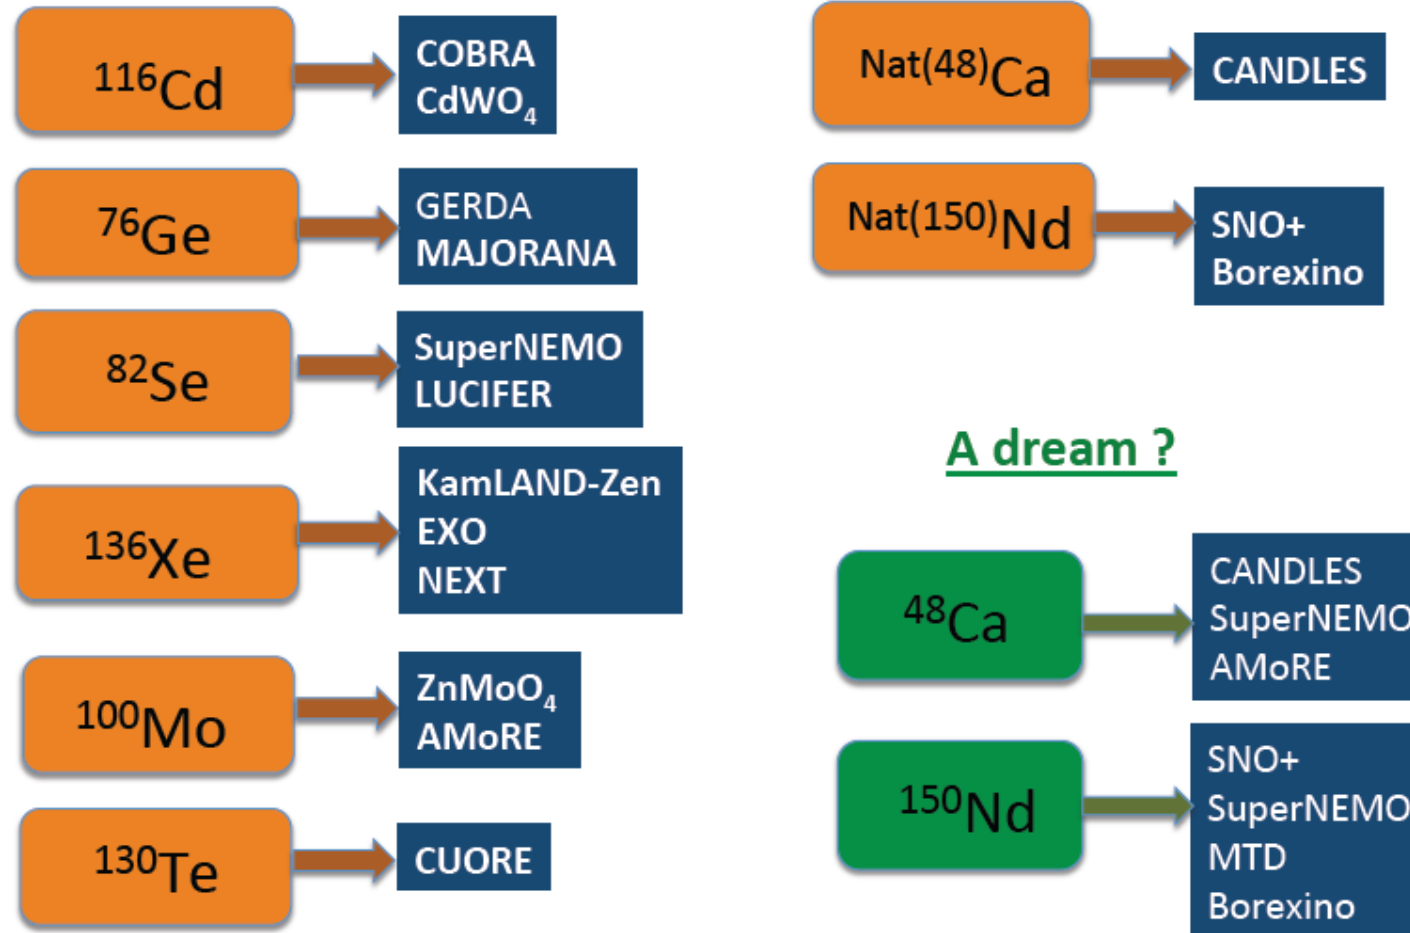 ¹¹⁶Cd
COBRA
CdWO₄
⁷⁶Ge
GERDA
MAJORANA
⁸²Se
SuperNEMO
LUCIFER
¹³⁶Xe
KamLAND-Zen
EXO
NEXT
¹⁰⁰Mo
ZnMoO₄
AMoRE
¹³⁰Te
CUORE
Nat(48)Ca
CANDLES
Nat(150)Nd
SNO+
Borexino
A dream ?
⁴⁸Ca
CANDLES
SuperNEMO
AMoRE
¹⁵⁰Nd
SNO+
SuperNEMO
MTD
Borexino